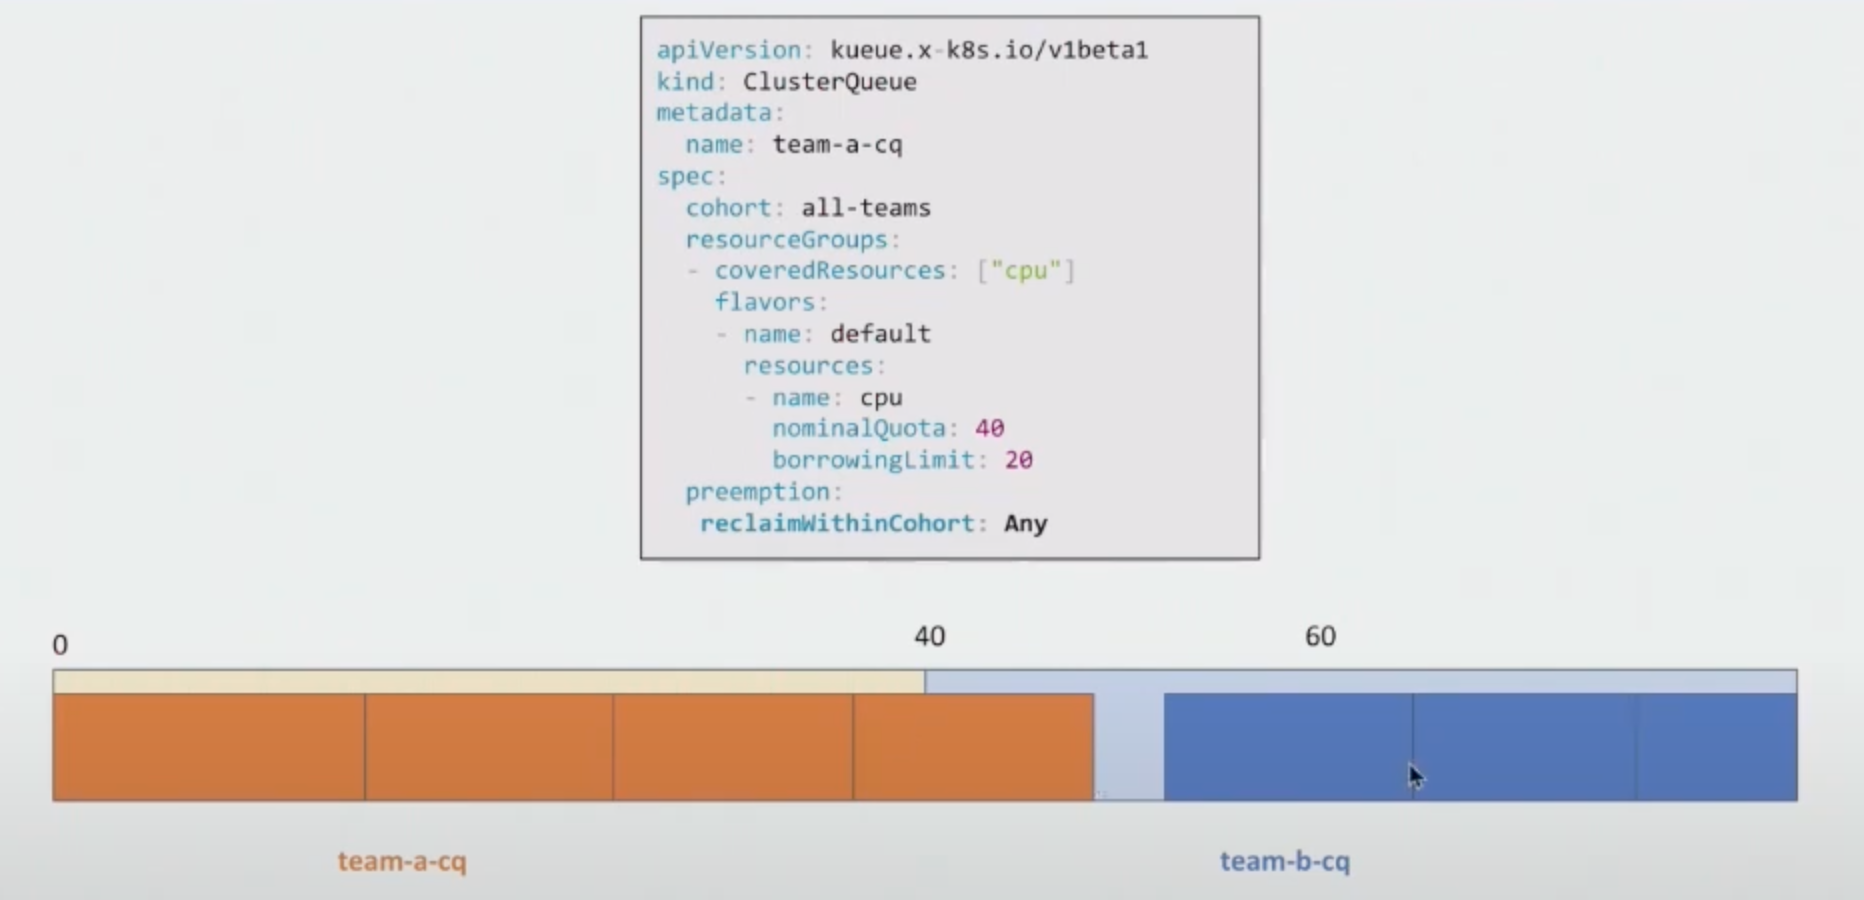 apiVersion: kueue.x-k8s.io/v1beta1
kind: ClusterQueue
metadata:
  name: team-a-cq
spec:
  cohort: all-teams
  resourceGroups:
  - coveredResources: ["cpu"]
    flavors:
    - name: default
      resources:
      - name: cpu
        nominalQuota: 40
        borrowingLimit: 20
  preemption:
   reclaimWithinCohort: Any
0 40 60
team-a-cq team-b-cq